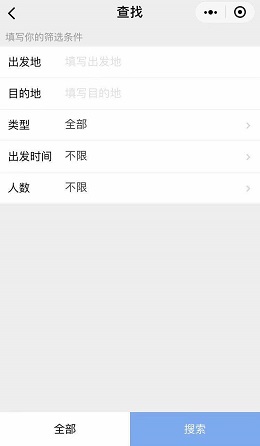 查找
填写你的筛选条件
出发地 填写出发地
目的地 填写目的地
类型 全部
出发时间 不限
人数 不限
全部 搜索